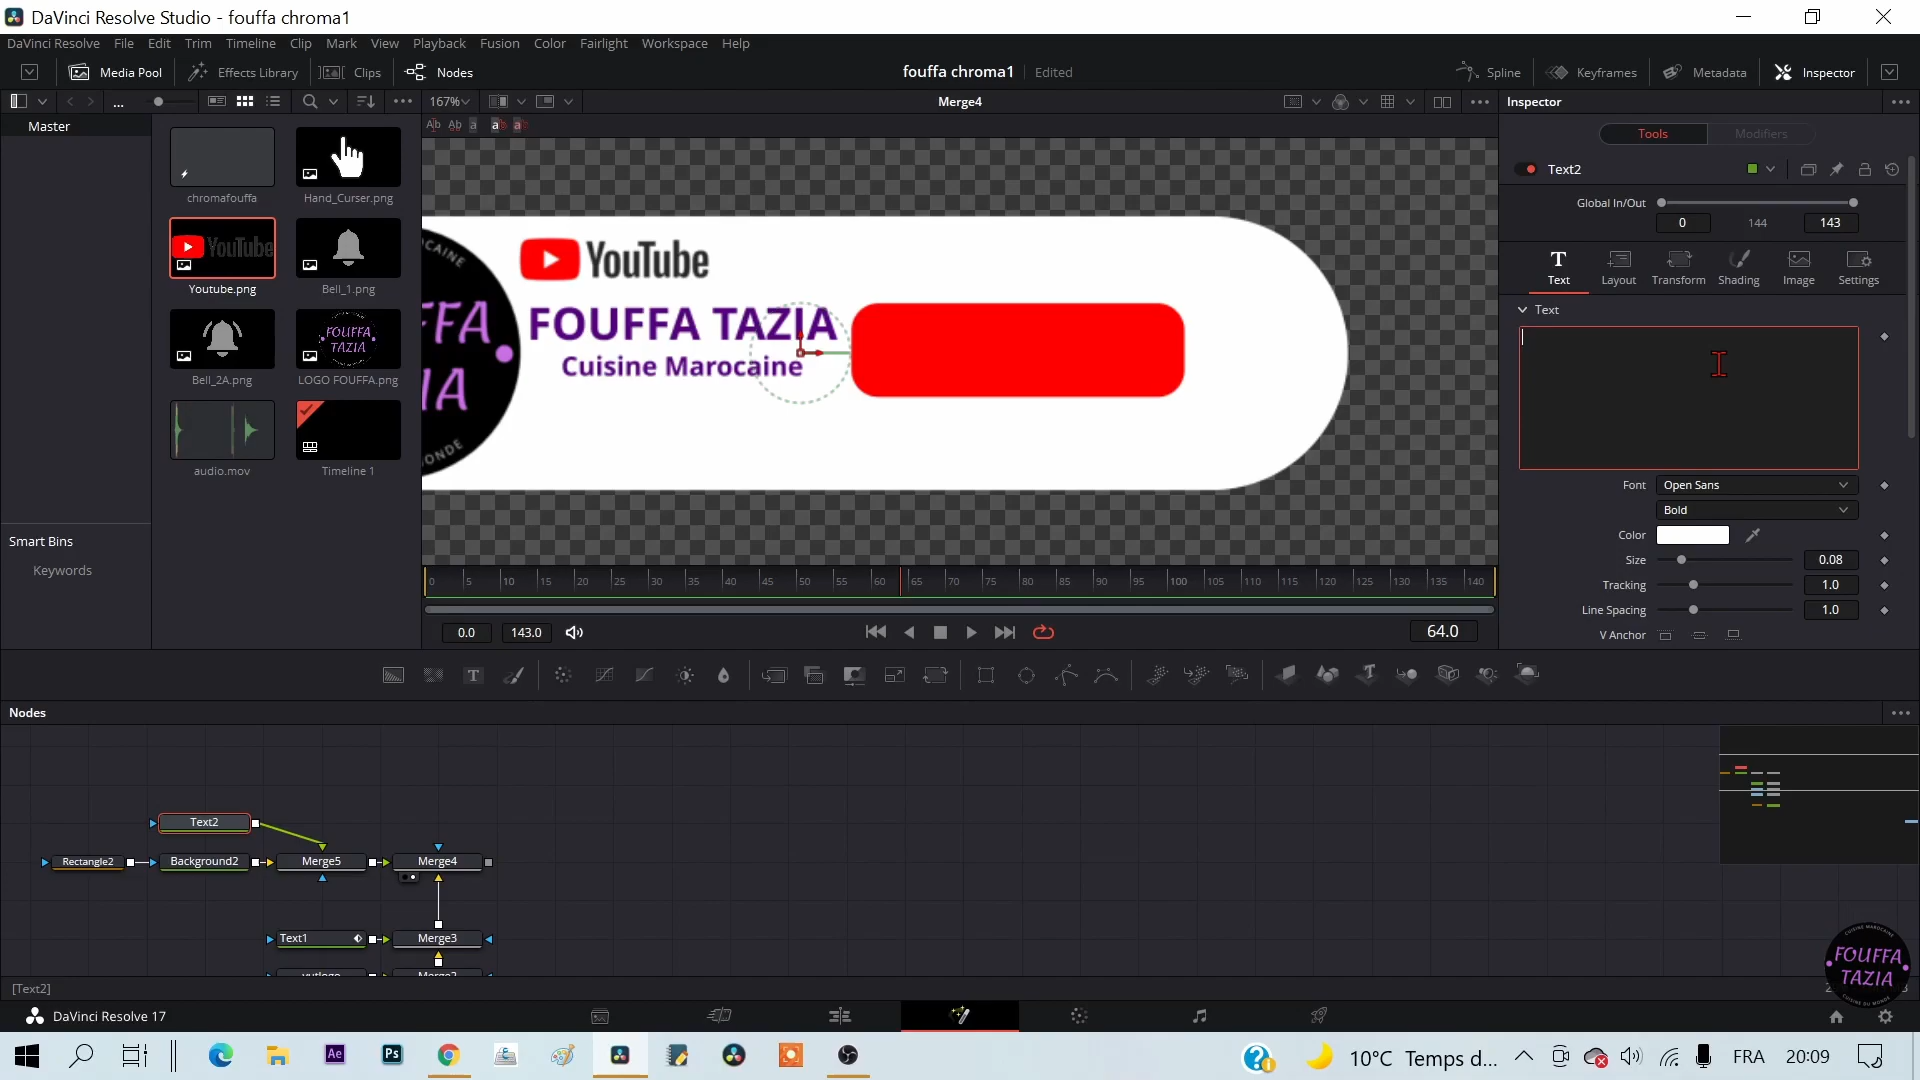 DaVinci Resolve Studio - fouffa chroma1
DaVinci Resolve File Edit Trim Timeline Clip Mark View Playback Fusion Color Fairlight Workspace Help
Media Pool Effects Library Clips Nodes fouffa chroma1 Edited Spline Keyframes Metadata Inspector
... 167% Merge4 Inspector
Master
chromafouffa Hand_Curser.png
Youtube.png Bell_1.png
Bell_2A.png LOGO FOUFFA.png
audio.mov Timeline 1
Smart Bins
Keywords
YouTube
FOUFFA TAZIA
Cuisine Marocaine
0 5 10 15 20 25 30 35 40 45 50 55 60 65 70 75 80 85 90 95 100 105 110 115 120 125 130 135 140
0.0 143.0 64.0
Tools Modifiers
Text2
Global In/Out
0 144 143
Text Layout Transform Shading Image Settings
Text
Font Open Sans
Bold
Color
Size 0.08
Tracking 1.0
Line Spacing 1.0
V Anchor
Nodes
Text2
Rectangle2 Background2 Merge5 Merge4
Text1 Merge3
[Text2]
FOUFFA
TAZIA
DaVinci Resolve 17
10°C Temps d... FRA 20:09